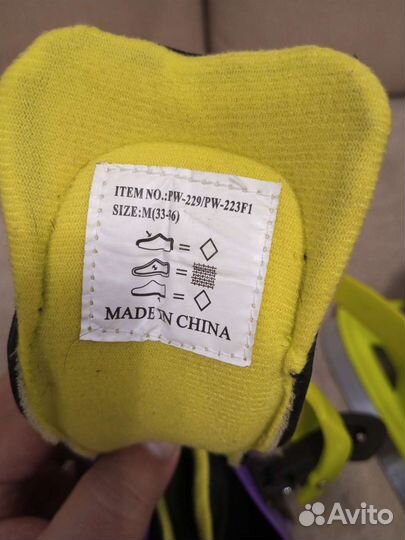 ITEM NO.:PW-229/PW-223F1
SIZE:M(33-36)
=
=
=
MADE IN CHINA
Avito